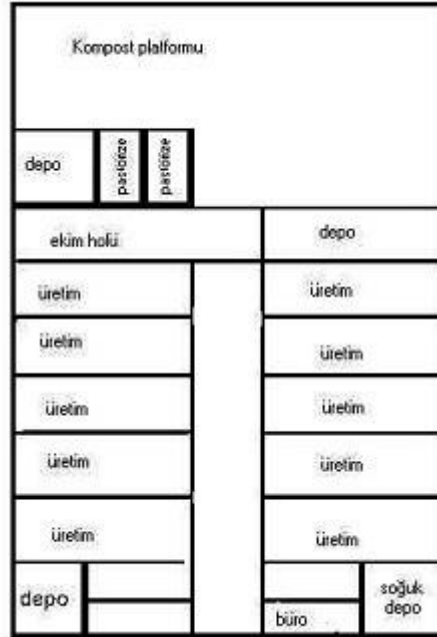 Kompost platformu
depo
pastörize
pastörize
ekim holü
depo
üretim
üretim
üretim
üretim
üretim
üretim
üretim
üretim
üretim
üretim
depo
soğuk
depo
büro